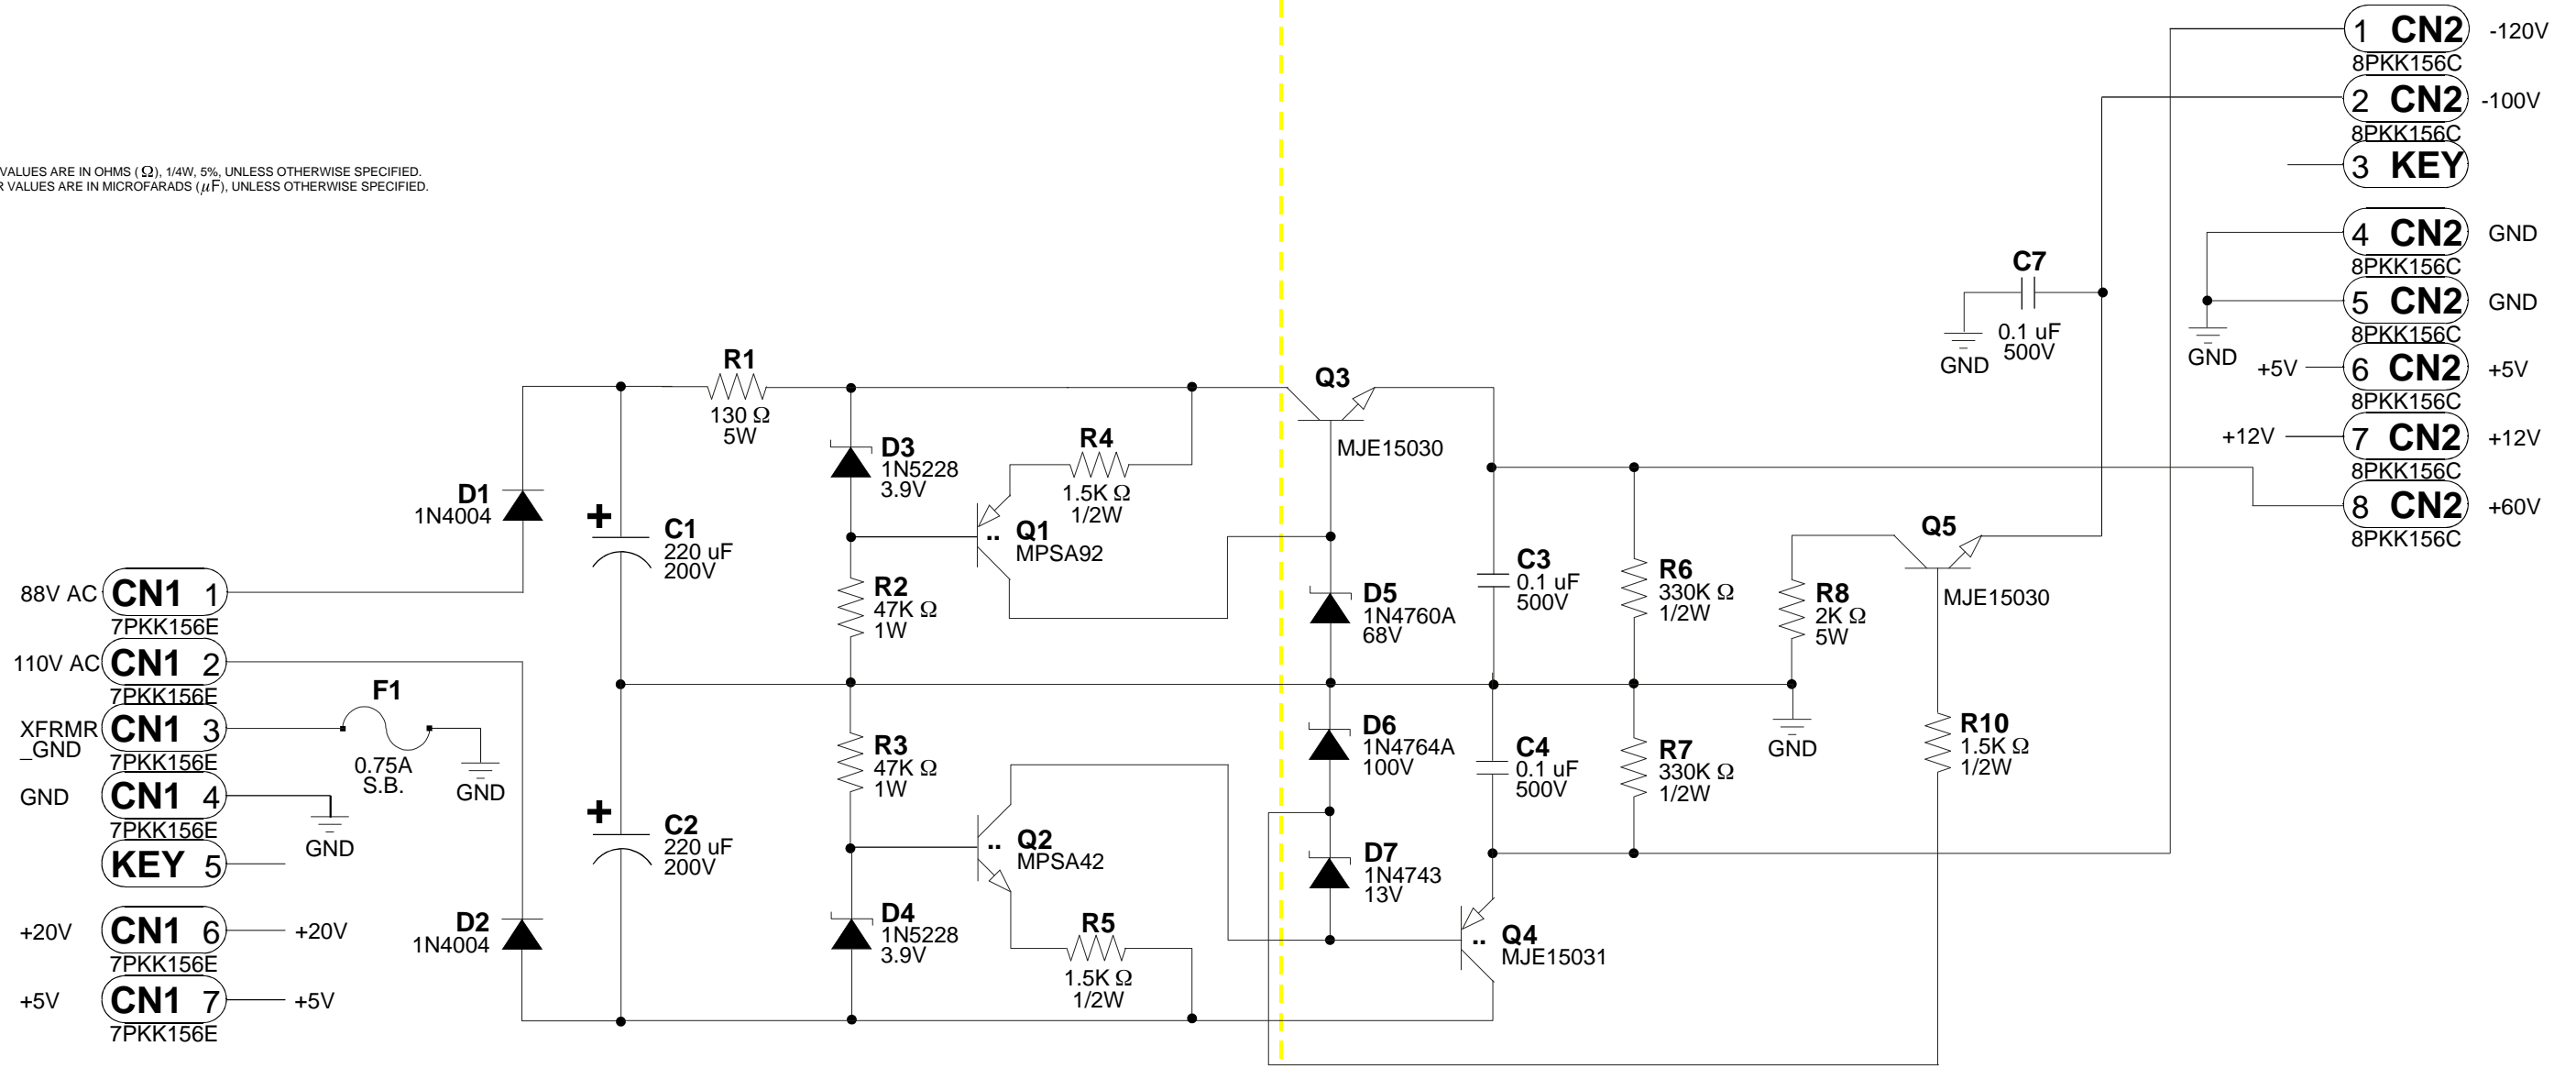 VALUES ARE IN OHMS ( Ω), 1/4W, 5%, UNLESS OTHERWISE SPECIFIED.
R VALUES ARE IN MICROFARADS (μF), UNLESS OTHERWISE SPECIFIED.
88V AC CN1 1
7PKK156E
110V AC CN1 2
7PKK156E
XFRMR
_GND
CN1 3
7PKK156E
GND CN1 4
7PKK156E
KEY 5
+20V CN1 6 +20V
7PKK156E
+5V CN1 7 +5V
7PKK156E
F1
0.75A
S.B.
GND
GND
D1
1N4004
D2
1N4004
+
C1
220 uF
200V
+
C2
220 uF
200V
R1
130 Ω
5W
D3
1N5228
3.9V
R2
47K Ω
1W
R3
47K Ω
1W
D4
1N5228
3.9V
R4
1.5K Ω
1/2W
Q1
MPSA92
Q2
MPSA42
R5
1.5K Ω
1/2W
Q3
MJE15030
D5
1N4760A
68V
D6
1N4764A
100V
D7
1N4743
13V
Q4
MJE15031
C3
0.1 uF
500V
C4
0.1 uF
500V
R6
330K Ω
1/2W
R7
330K Ω
1/2W
R8
2K Ω
5W
GND
Q5
MJE15030
R10
1.5K Ω
1/2W
C7
0.1 uF
500V
GND
1 CN2 -120V
8PKK156C
2 CN2 -100V
8PKK156C
3 KEY
4 CN2 GND
8PKK156C
5 CN2 GND
8PKK156C
GND
+5V 6 CN2 +5V
8PKK156C
+12V 7 CN2 +12V
8PKK156C
8 CN2 +60V
8PKK156C